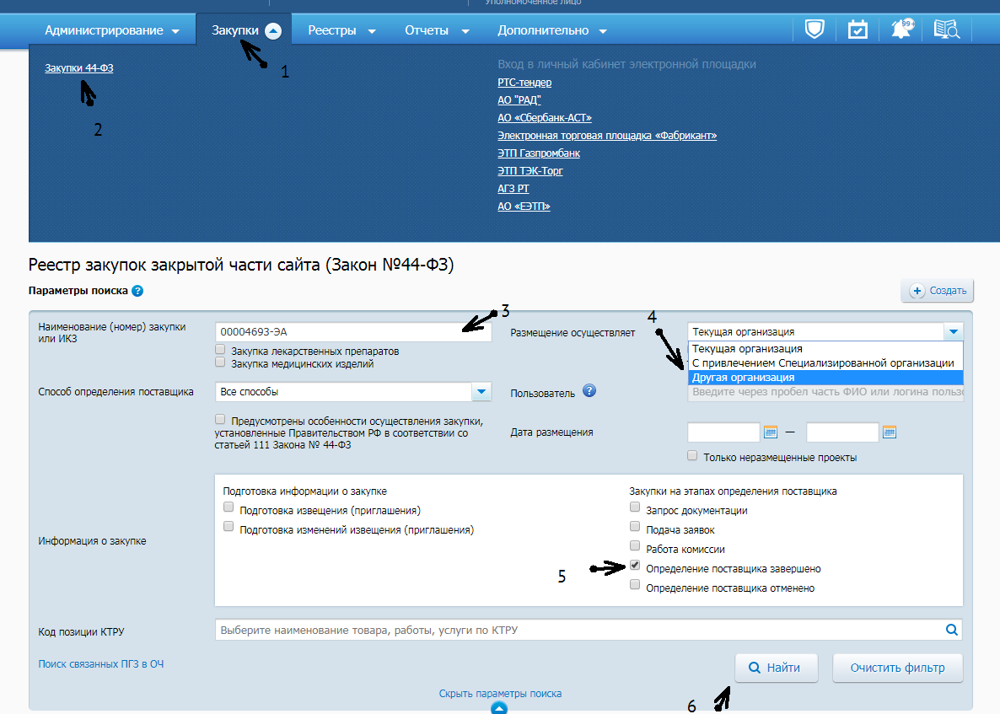 Уполномоченное лицо
Администрирование Закупки Реестры Отчеты Дополнительно 99+
1
Закупки 44-ФЗ
2
Вход в личный кабинет электронной площадки
РТС-тендер
АО "РАД"
АО «Сбербанк-АСТ»
Электронная торговая площадка «Фабрикант»
ЭТП Газпромбанк
ЭТП ТЭК-Торг
АГЗ РТ
АО «ЕЭТП»
Реестр закупок закрытой части сайта (Закон №44-ФЗ)
Параметры поиска ?
Создать
Наименование (номер) закупки
или ИКЗ
00004693-ЭА
3
Закупка лекарственных препаратов
Закупка медицинских изделий
Размещение осуществляет
4
Текущая организация
Текущая организация
С привлечением Специализированной организации
Другая организация
Способ определения поставщика
Все способы
Пользователь ?
Введите через пробел часть ФИО или логина польз
Предусмотрены особенности осуществления закупки,
установленные Правительством РФ в соответствии со
статьей 111 Закона № 44-ФЗ
Дата размещения
—
Только неразмещенные проекты
Информация о закупке
Подготовка информации о закупке
Подготовка извещения (приглашения)
Подготовка изменений извещения (приглашения)
Закупки на этапах определения поставщика
Запрос документации
Подача заявок
Работа комиссии
5
Определение поставщика завершено
Определение поставщика отменено
Код позиции КТРУ
Выберите наименование товара, работы, услуги по КТРУ
Поиск связанных ПГЗ в ОЧ
Найти
Очистить фильтр
Скрыть параметры поиска
6